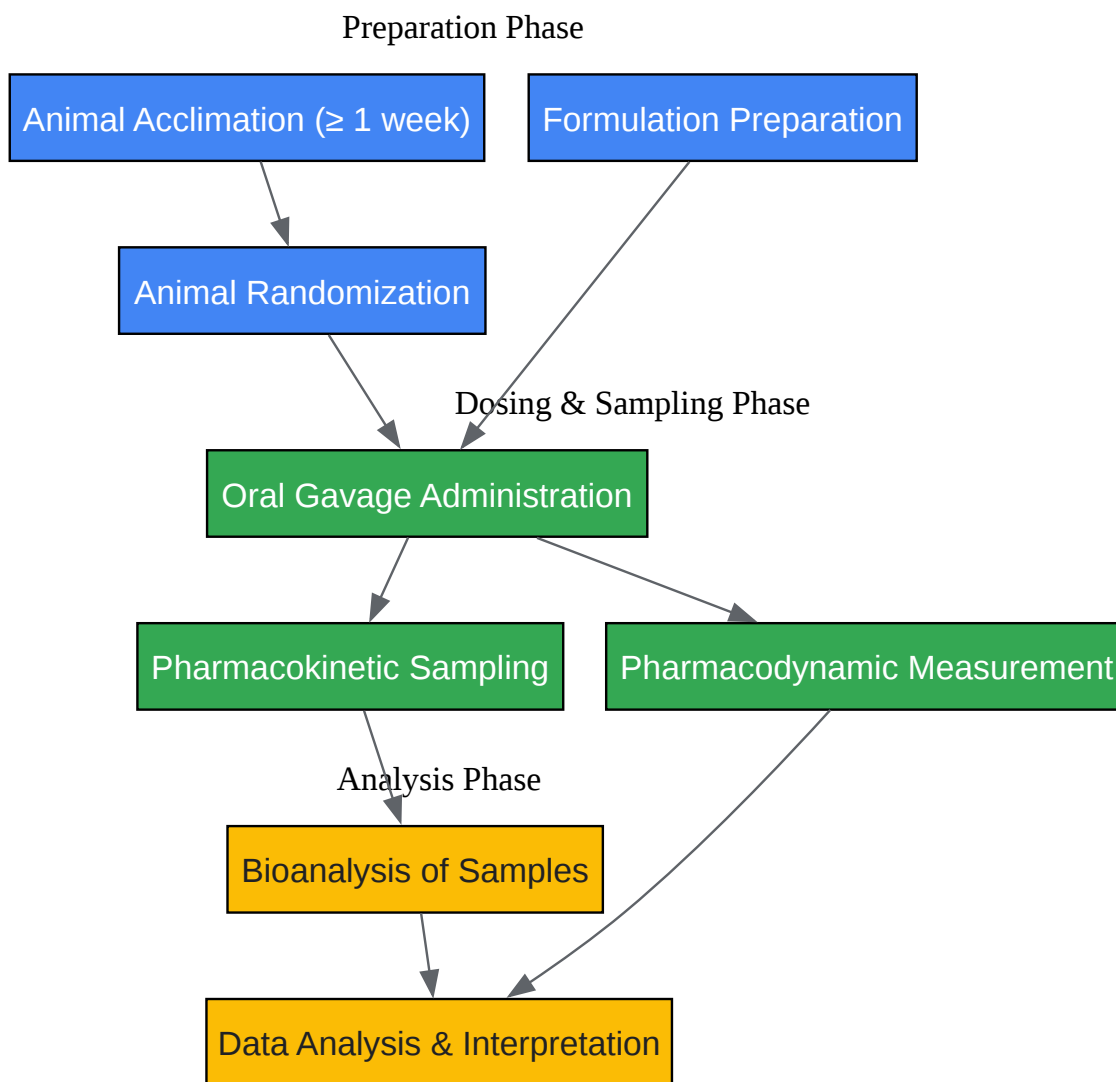 Preparation Phase
Animal Acclimation (≥ 1 week)
Formulation Preparation
Animal Randomization
Dosing & Sampling Phase
Oral Gavage Administration
Pharmacokinetic Sampling
Pharmacodynamic Measurement
Analysis Phase
Bioanalysis of Samples
Data Analysis & Interpretation